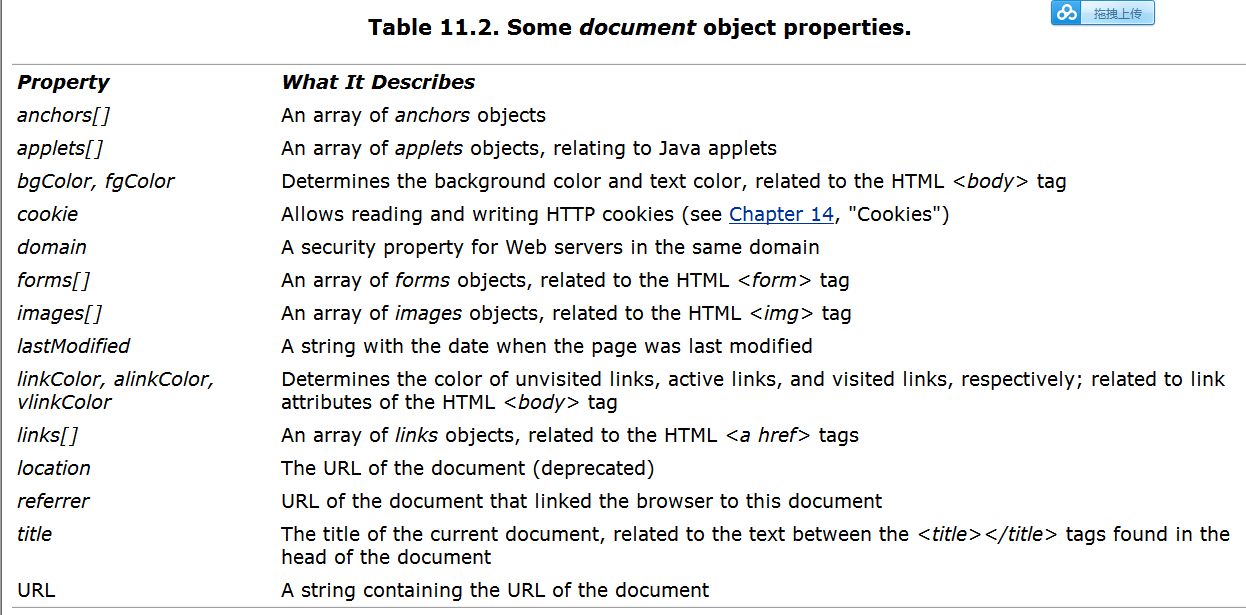 Table 11.2. Some document object properties.
拖拽上传
Property What It Describes
anchors[] An array of anchors objects
applets[] An array of applets objects, relating to Java applets
bgColor, fgColor Determines the background color and text color, related to the HTML <body> tag
cookie Allows reading and writing HTTP cookies (see Chapter 14, "Cookies")
domain A security property for Web servers in the same domain
forms[] An array of forms objects, related to the HTML <form> tag
images[] An array of images objects, related to the HTML <img> tag
lastModified A string with the date when the page was last modified
linkColor, alinkColor, Determines the color of unvisited links, active links, and visited links, respectively; related to link
vlinkColor attributes of the HTML <body> tag
links[] An array of links objects, related to the HTML <a href> tags
location The URL of the document (deprecated)
referrer URL of the document that linked the browser to this document
title The title of the current document, related to the text between the <title></title> tags found in the
head of the document
URL A string containing the URL of the document